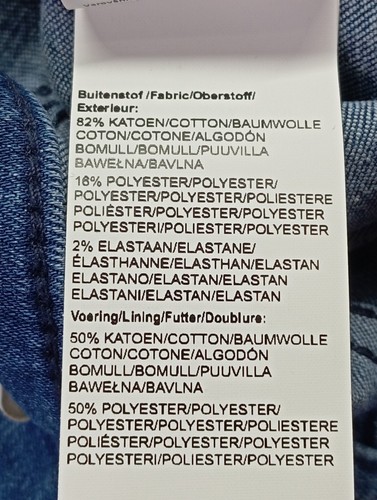 Buitenstof /Fabric/Oberstoff/
Exterieur:
82% KATOEN/COTTON/BAUMWOLLE
COTON/COTONE/ALGODÓN
BOMULL/BOMULL/PUUVILLA
BAWEŁNA/BAVLNA
16% POLYESTER/POLYESTER/
POLYESTER/POLYESTER/POLIESTERE
POLIÉSTER/POLYESTER/POLYESTER
POLYESTERI/POLIESTER/POLYESTER
2% ELASTAAN/ELASTANE/
ÉLASTHANNE/ELASTHAN/ELASTAN
ELASTANO/ELASTAN/ELASTAN
ELASTANI/ELASTAN/ELASTAN
Voering/Lining/Futter/Doublure:
50% KATOEN/COTTON/BAUMWOLLE
COTON/COTONE/ALGODÓN
BOMULL/BOMULL/PUUVILLA
BAWEŁNA/BAVLNA
50% POLYESTER/POLYESTER/
POLYESTER/POLYESTER/POLIESTERE
POLIÉSTER/POLYESTER/POLYESTER
POLYESTERI/POLIESTER/POLYESTER